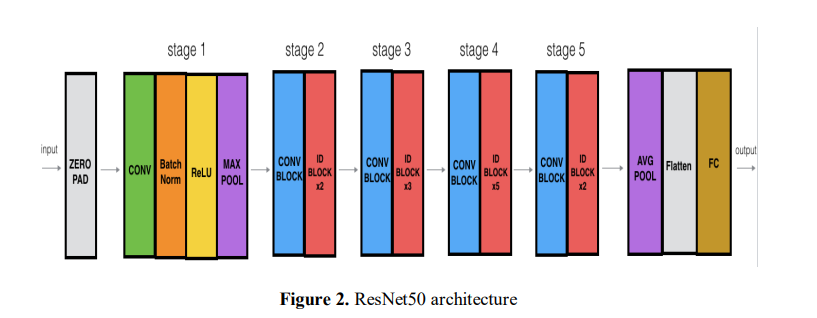 stage 1
stage 2
stage 3
stage 4
stage 5
input
ZERO
PAD
CONV
Batch
Norm
ReLU
MAX
POOL
CONV
BLOCK
ID
BLOCK
x2
CONV
BLOCK
ID
BLOCK
x3
CONV
BLOCK
ID
BLOCK
x5
CONV
BLOCK
ID
BLOCK
x2
AVG
POOL
Flatten
FC
output
Figure 2. ResNet50 architecture